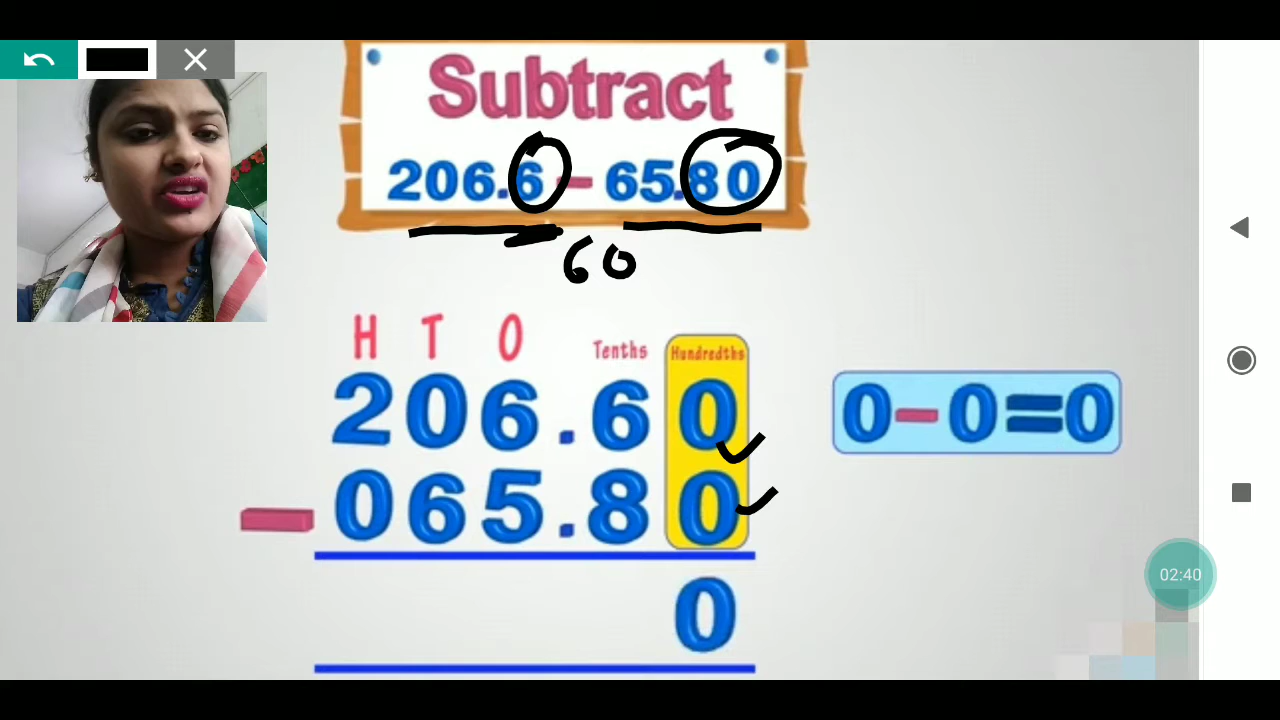 Subtract
206.6 - 65.80
60
H T O Tenths Hundredths
206.60 0-0=0
- 065.80
0
02:40